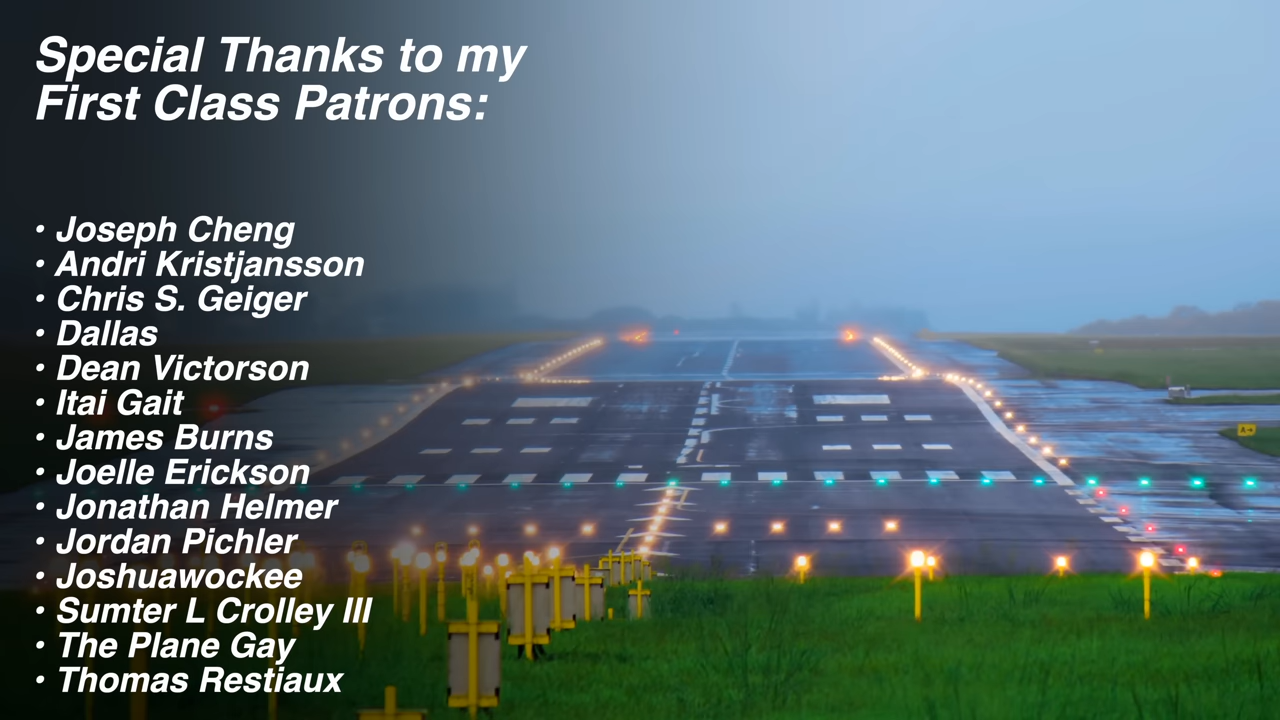 Special Thanks to my
First Class Patrons:
• Joseph Cheng
• Andri Kristjansson
• Chris S. Geiger
• Dallas
• Dean Victorson
• Itai Gait
• James Burns
• Joelle Erickson
• Jonathan Helmer
• Jordan Pichler
• Joshuawockee
• Sumter L Crolley III
• The Plane Gay
• Thomas Restiaux
A→